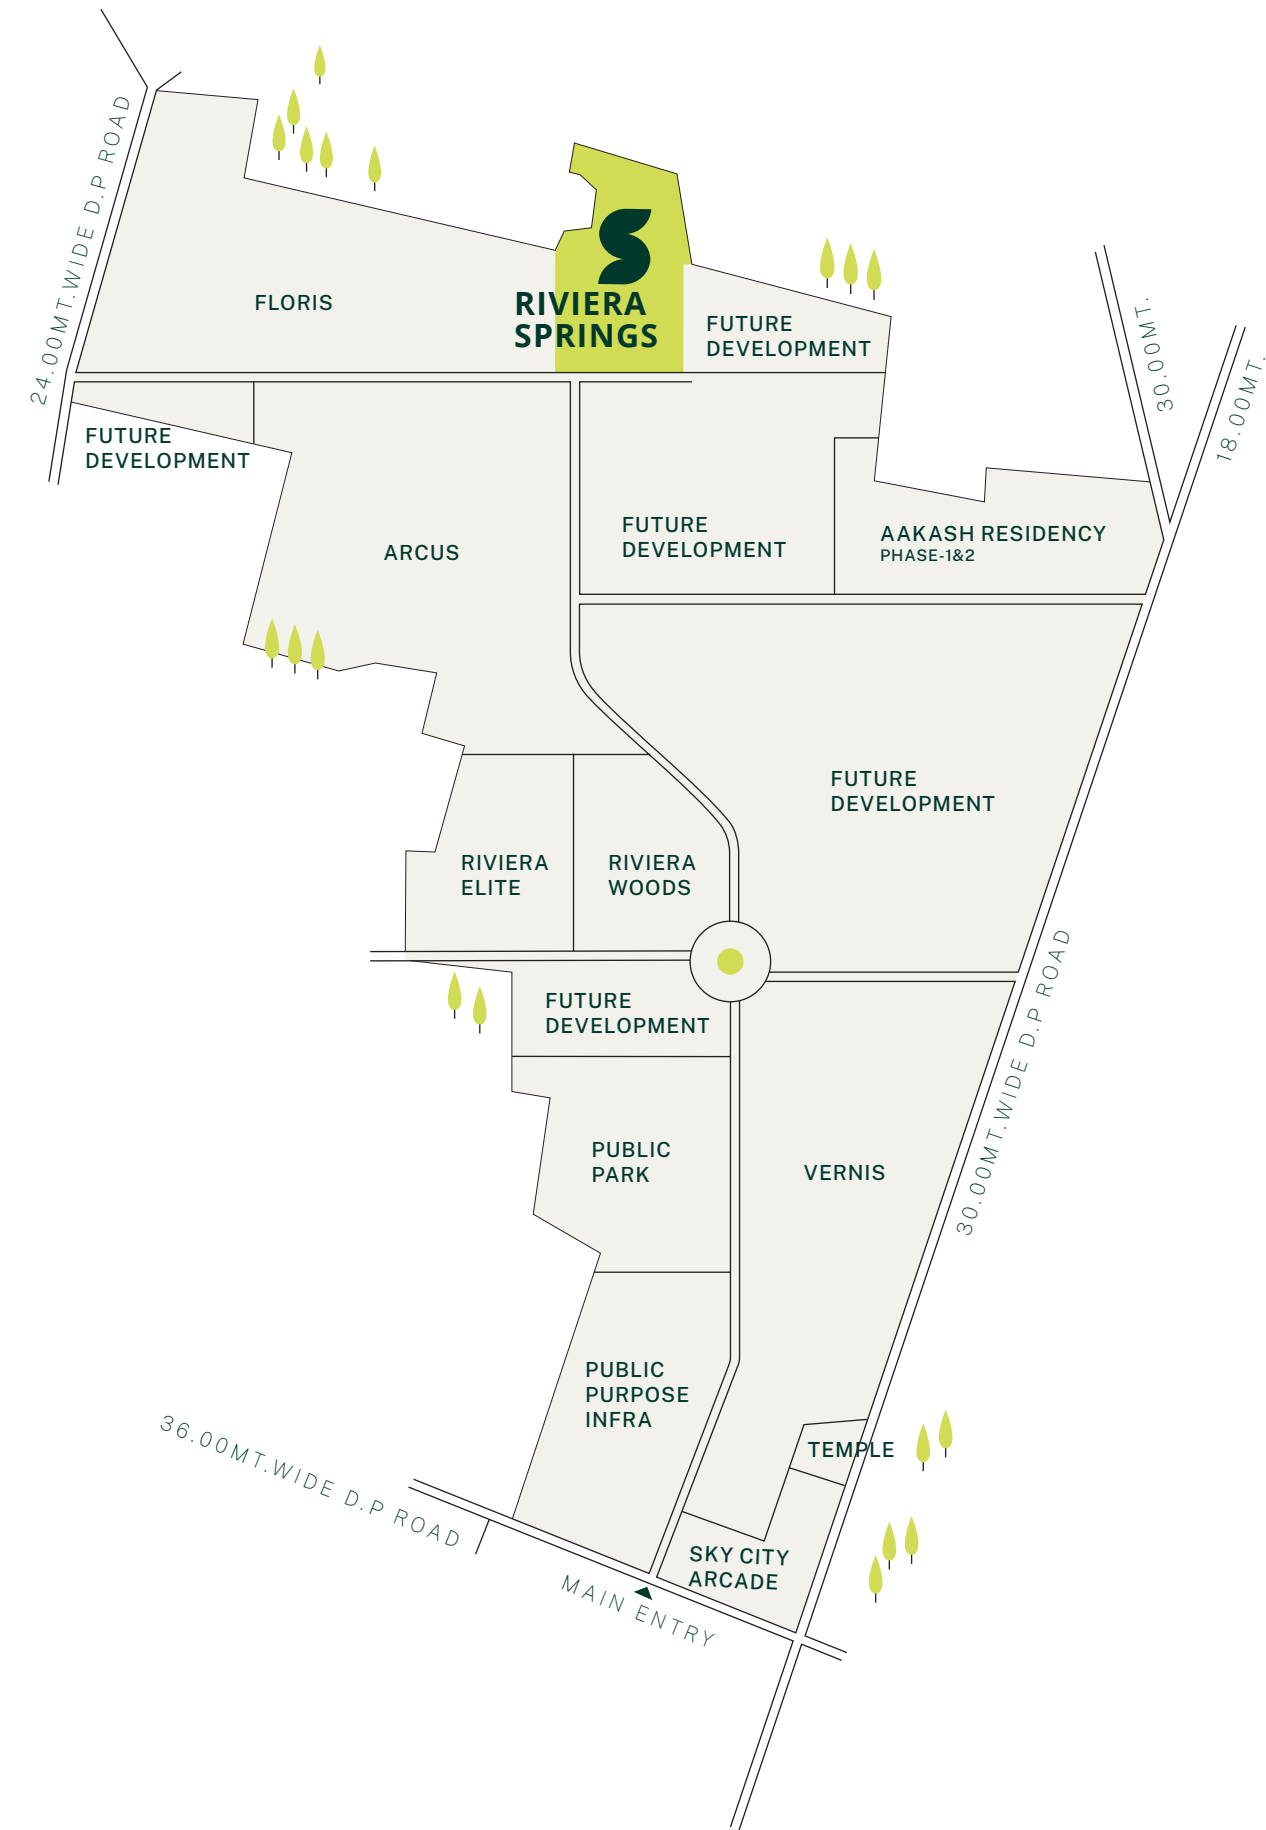 24.00MT.WIDE D.P ROAD
FLORIS
RIVIERA
SPRINGS
FUTURE
DEVELOPMENT
30.00MT.
18.00MT.
FUTURE
DEVELOPMENT
ARCUS
FUTURE
DEVELOPMENT
AAKASH RESIDENCY
PHASE-1&2
FUTURE
DEVELOPMENT
RIVIERA
ELITE
RIVIERA
WOODS
FUTURE
DEVELOPMENT
30.00MT.WIDE D.P ROAD
PUBLIC
PARK
VERNIS
PUBLIC
PURPOSE
INFRA
TEMPLE
36.00MT.WIDE D.P ROAD
SKY CITY
ARCADE
MAIN ENTRY